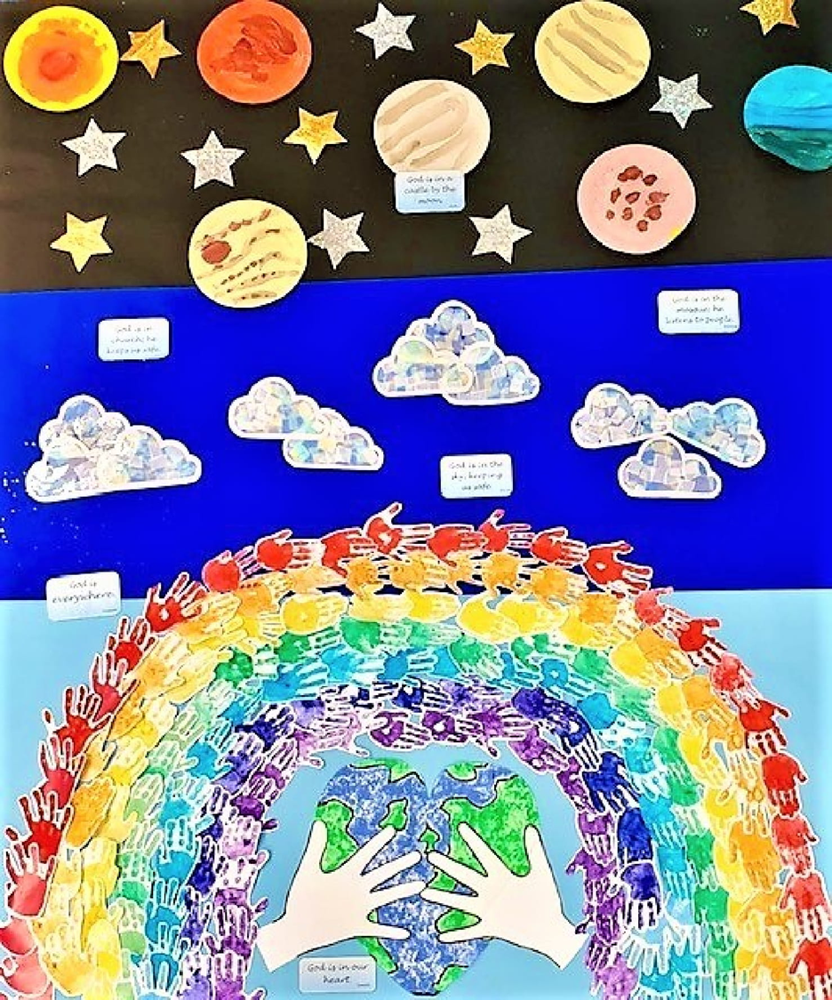 God is in a
castle by the
moon.
God is in
church; he
keeps us safe.
God is in the
mosque; he
listens to people.
God is in the
sky, keeping
us safe.
God is
everywhere.
God is in our
heart